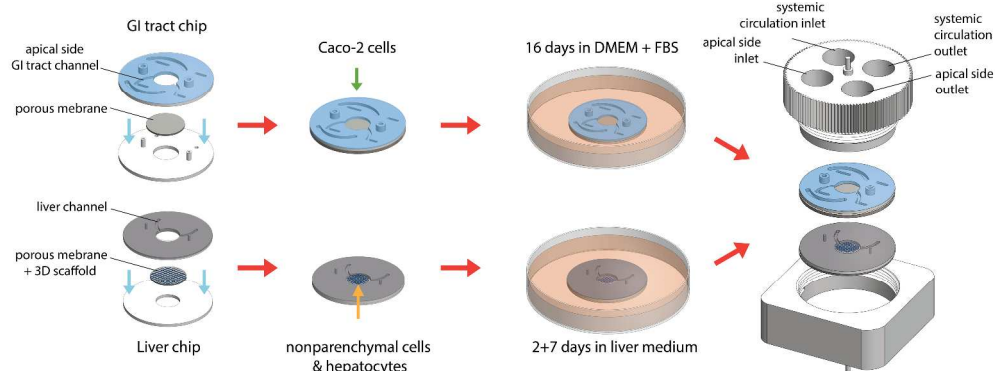 GI tract chip
apical side
GI tract channel
porous mebrane
Caco-2 cells
16 days in DMEM + FBS
systemic
circulation inlet
apical side
inlet
systemic
circulation
outlet
apical side
outlet
liver channel
porous mebrane
+ 3D scaffold
Liver chip
nonparenchymal cells
& hepatocytes
2+7 days in liver medium